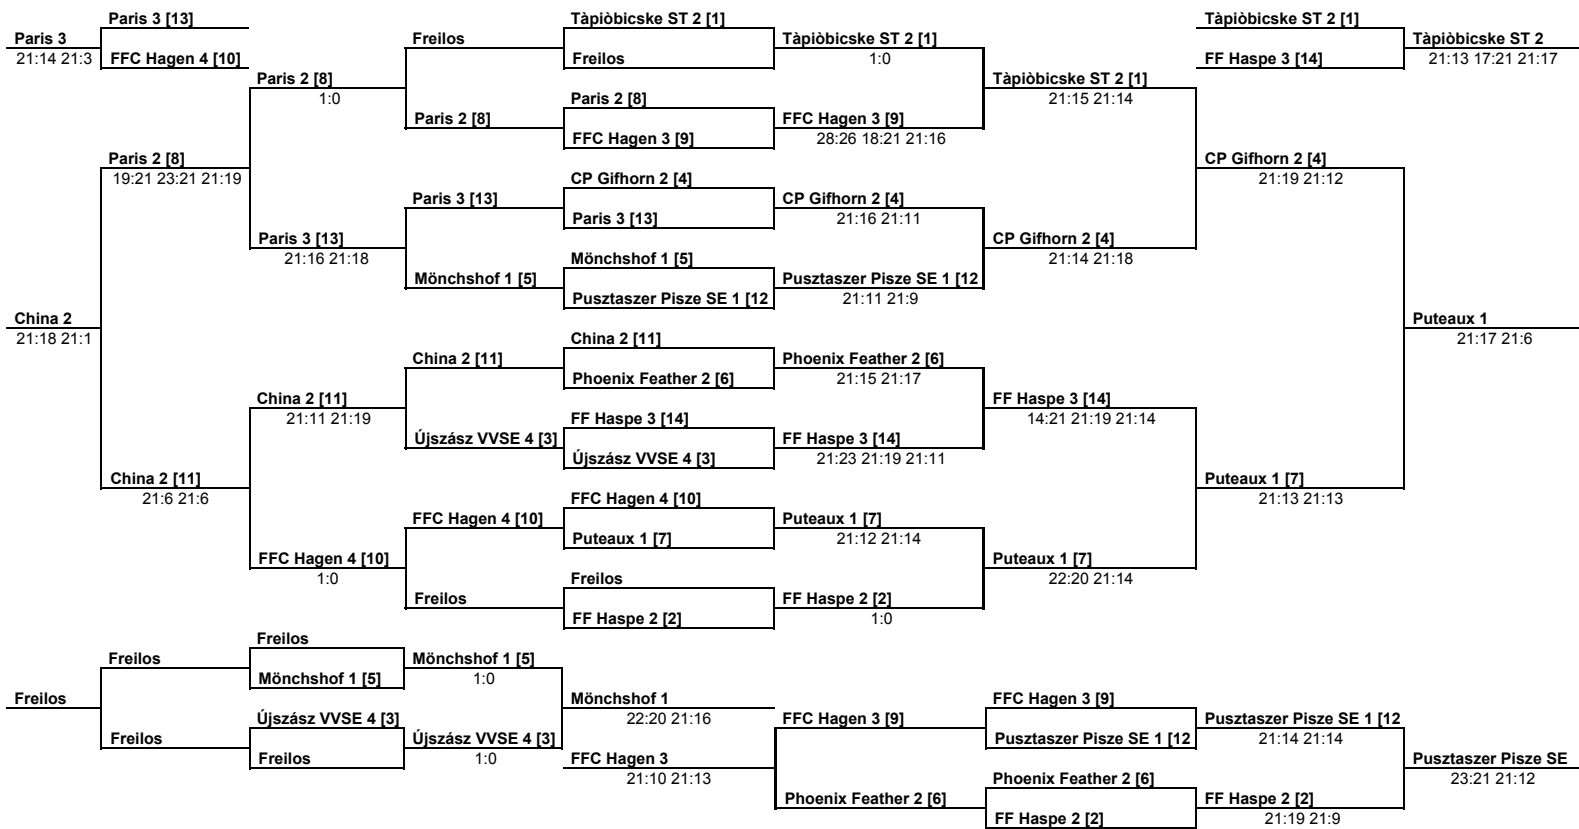 Paris 3 [13]
Tàpiòbicske ST 2 [1]
Tàpiòbicske ST 2 [1]
Paris 3
Freilos
Tàpiòbicske ST 2 [1]
Tàpiòbicske ST 2
21:14 21:3
FFC Hagen 4 [10]
Freilos
1:0
FF Haspe 3 [14]
21:13 17:21 21:17
Paris 2 [8]
Tàpiòbicske ST 2 [1]
1:0
Paris 2 [8]
21:15 21:14
Paris 2 [8]
FFC Hagen 3 [9]
FFC Hagen 3 [9]
28:26 18:21 21:16
Paris 2 [8]
CP Gifhorn 2 [4]
19:21 23:21 21:19
CP Gifhorn 2 [4]
21:19 21:12
Paris 3 [13]
CP Gifhorn 2 [4]
Paris 3 [13]
21:16 21:11
Paris 3 [13]
CP Gifhorn 2 [4]
21:16 21:18
Mönchshof 1 [5]
21:14 21:18
Mönchshof 1 [5]
Pusztaszer Pisze SE 1 [12
Pusztaszer Pisze SE 1 [12
21:11 21:9
China 2
Puteaux 1
21:18 21:1
China 2 [11]
21:17 21:6
China 2 [11]
Phoenix Feather 2 [6]
Phoenix Feather 2 [6]
21:15 21:17
China 2 [11]
FF Haspe 3 [14]
21:11 21:19
FF Haspe 3 [14]
14:21 21:19 21:14
Újszász VVSE 4 [3]
FF Haspe 3 [14]
Újszász VVSE 4 [3]
21:23 21:19 21:11
China 2 [11]
Puteaux 1 [7]
21:6 21:6
FFC Hagen 4 [10]
21:13 21:13
FFC Hagen 4 [10]
Puteaux 1 [7]
Puteaux 1 [7]
21:12 21:14
FFC Hagen 4 [10]
Puteaux 1 [7]
1:0
Freilos
22:20 21:14
Freilos
FF Haspe 2 [2]
FF Haspe 2 [2]
1:0
Freilos
Freilos
Mönchshof 1 [5]
Mönchshof 1 [5]
1:0
Freilos
Mönchshof 1
FFC Hagen 3 [9]
Újszász VVSE 4 [3]
22:20 21:16
FFC Hagen 3 [9]
Pusztaszer Pisze SE 1 [12
Freilos
Újszász VVSE 4 [3]
Pusztaszer Pisze SE 1 [12
21:14 21:14
Freilos
1:0
FFC Hagen 3
Pusztaszer Pisze SE
21:10 21:13
Phoenix Feather 2 [6]
23:21 21:12
Phoenix Feather 2 [6]
FF Haspe 2 [2]
FF Haspe 2 [2]
21:19 21:9